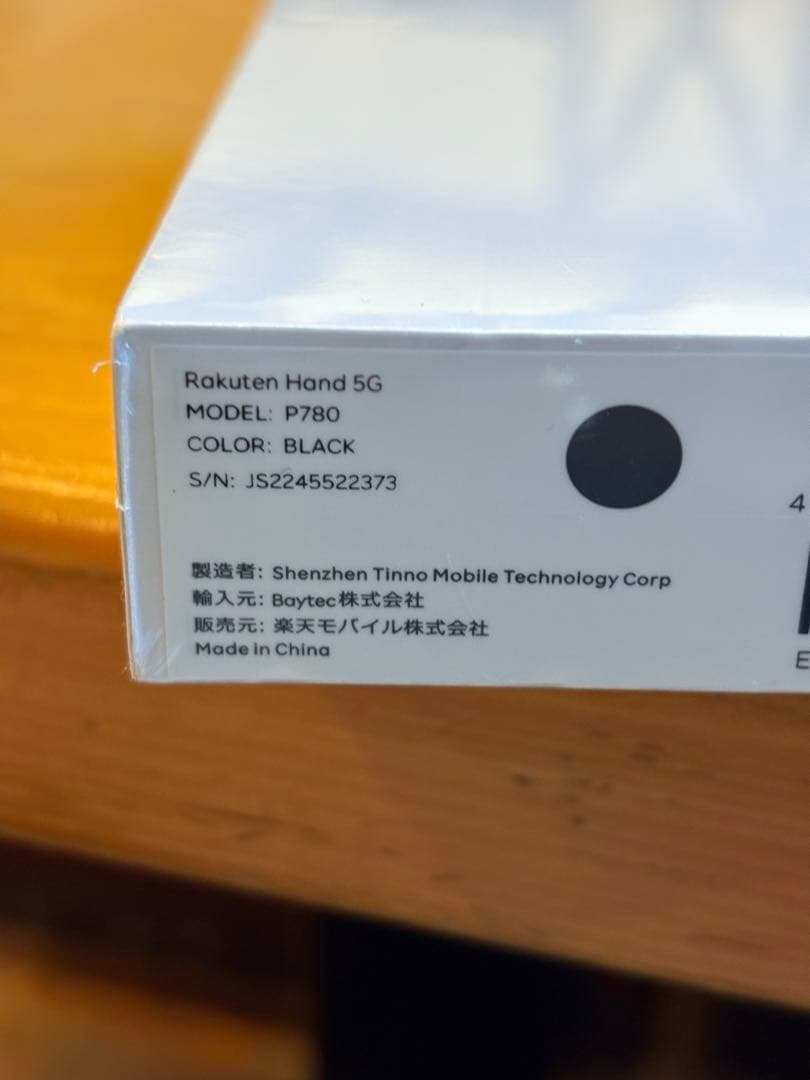 Rakuten Hand 5G
MODEL: P780
COLOR: BLACK
S/N: JS2245522373
4
製造者: Shenzhen Tinno Mobile Technology Corp
輸入元: Baytec株式会社
販売元: 楽天モバイル株式会社
Made in China
E